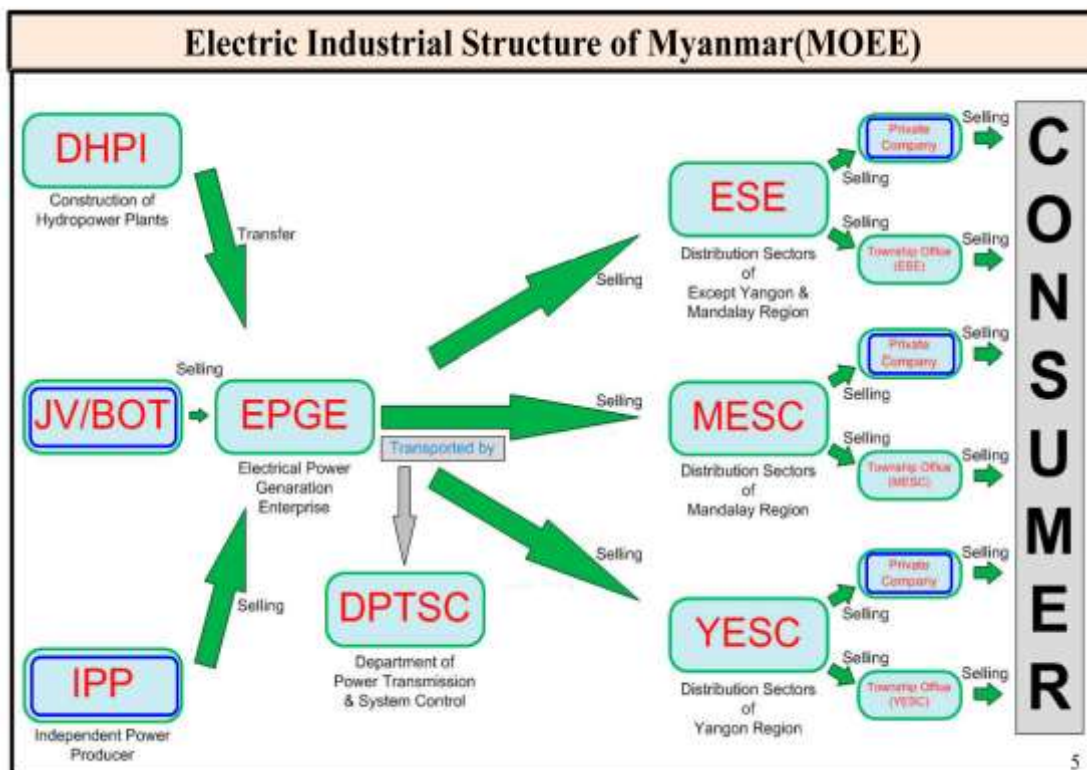 Electric Industrial Structure of Myanmar(MOEE)
DHPI
Construction of
Hydropower Plants
Transfer
JV/BOT
Selling
EPGE
Electrical Power
Genaration
Enterprise
Transported by
IPP
Independent Power
Producer
Selling
DPTSC
Department of
Power Transmission
& System Control
Selling
Selling
Selling
ESE
Distribution Sectors
of
Except Yangon &
Mandalay Region
Selling
Selling
Private
Company
Selling
Township Office
(ESE)
Selling
MESC
Distribution Sectors
of
Mandalay Region
Selling
Selling
Private
Company
Selling
Township Office
(MESC)
Selling
YESC
Distribution Sectors
of
Yangon Region
Selling
Selling
Private
Company
Selling
Township Office
(YESC)
Selling
CONSUMER
5